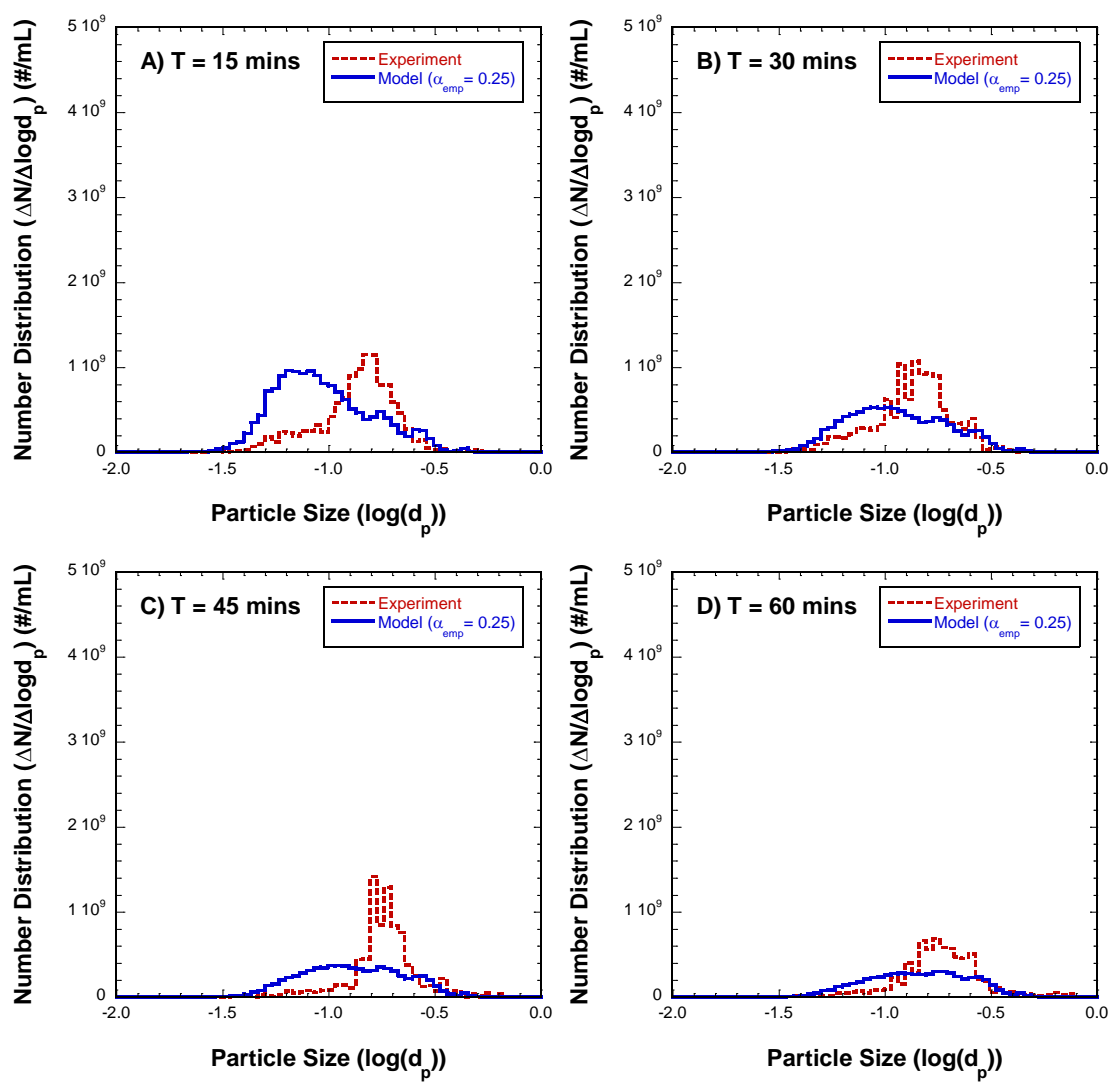 Number Distribution (ΔN/Δlogd_p) (#/mL)
5 10^9
4 10^9
3 10^9
2 10^9
1 10^9
0
A) T = 15 mins
Experiment
Model (α_emp = 0.25)
-2.0 -1.5 -1.0 -0.5 0.0
Particle Size (log(d_p))
Number Distribution (ΔN/Δlogd_p) (#/mL)
5 10^9
4 10^9
3 10^9
2 10^9
1 10^9
0
B) T = 30 mins
Experiment
Model (α_emp = 0.25)
-2.0 -1.5 -1.0 -0.5 0.0
Particle Size (log(d_p))
Number Distribution (ΔN/Δlogd_p) (#/mL)
5 10^9
4 10^9
3 10^9
2 10^9
1 10^9
0
C) T = 45 mins
Experiment
Model (α_emp = 0.25)
-2.0 -1.5 -1.0 -0.5 0.0
Particle Size (log(d_p))
Number Distribution (ΔN/Δlogd_p) (#/mL)
5 10^9
4 10^9
3 10^9
2 10^9
1 10^9
0
D) T = 60 mins
Experiment
Model (α_emp = 0.25)
-2.0 -1.5 -1.0 -0.5 0.0
Particle Size (log(d_p))